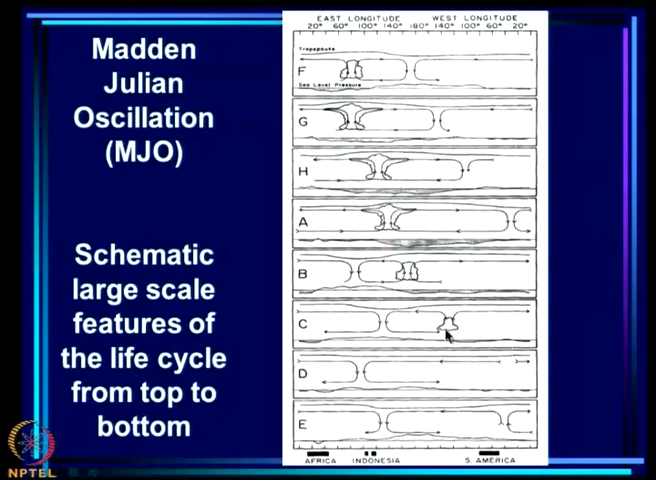 Madden
Julian
Oscillation
(MJO)
Schematic
large scale
features of
the life cycle
from top to
bottom
EAST LONGITUDE WEST LONGITUDE
20° 60° 100° 140° 180° 140° 100° 60° 20°
Tropopause
F
Sea Level Pressure
G
H
A
B
C
D
E
AFRICA INDONESIA S. AMERICA
NPTEL